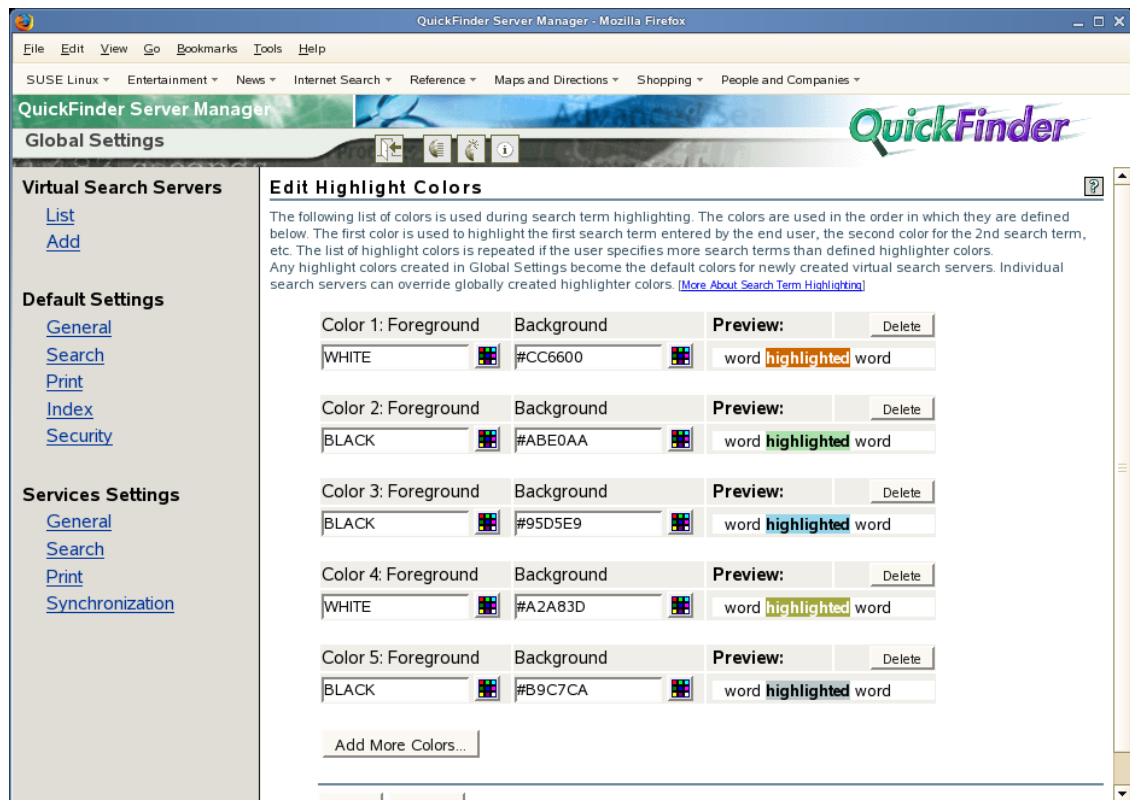 QuickFinder Server Manager - Mozilla Firefox
File Edit View Go Bookmarks Tools Help
SUSE Linux Entertainment News Internet Search Reference Maps and Directions Shopping People and Companies
QuickFinder Server Manager
QuickFinder
Global Settings
Virtual Search Servers
List
Add
Default Settings
General
Search
Print
Index
Security
Services Settings
General
Search
Print
Synchronization
Edit Highlight Colors
The following list of colors is used during search term highlighting. The colors are used in the order in which they are defined
below. The first color is used to highlight the first search term entered by the end user, the second color for the 2nd search term,
etc. The list of highlight colors is repeated if the user specifies more search terms than defined highlighter colors.
Any highlight colors created in Global Settings become the default colors for newly created virtual search servers. Individual
search servers can override globally created highlighter colors. [More About Search Term Highlighting]
Color 1: Foreground Background Preview: Delete
WHITE #CC6600 word highlighted word
Color 2: Foreground Background Preview: Delete
BLACK #ABE0AA word highlighted word
Color 3: Foreground Background Preview: Delete
BLACK #95D5E9 word highlighted word
Color 4: Foreground Background Preview: Delete
WHITE #A2A83D word highlighted word
Color 5: Foreground Background Preview: Delete
BLACK #B9C7CA word highlighted word
Add More Colors...